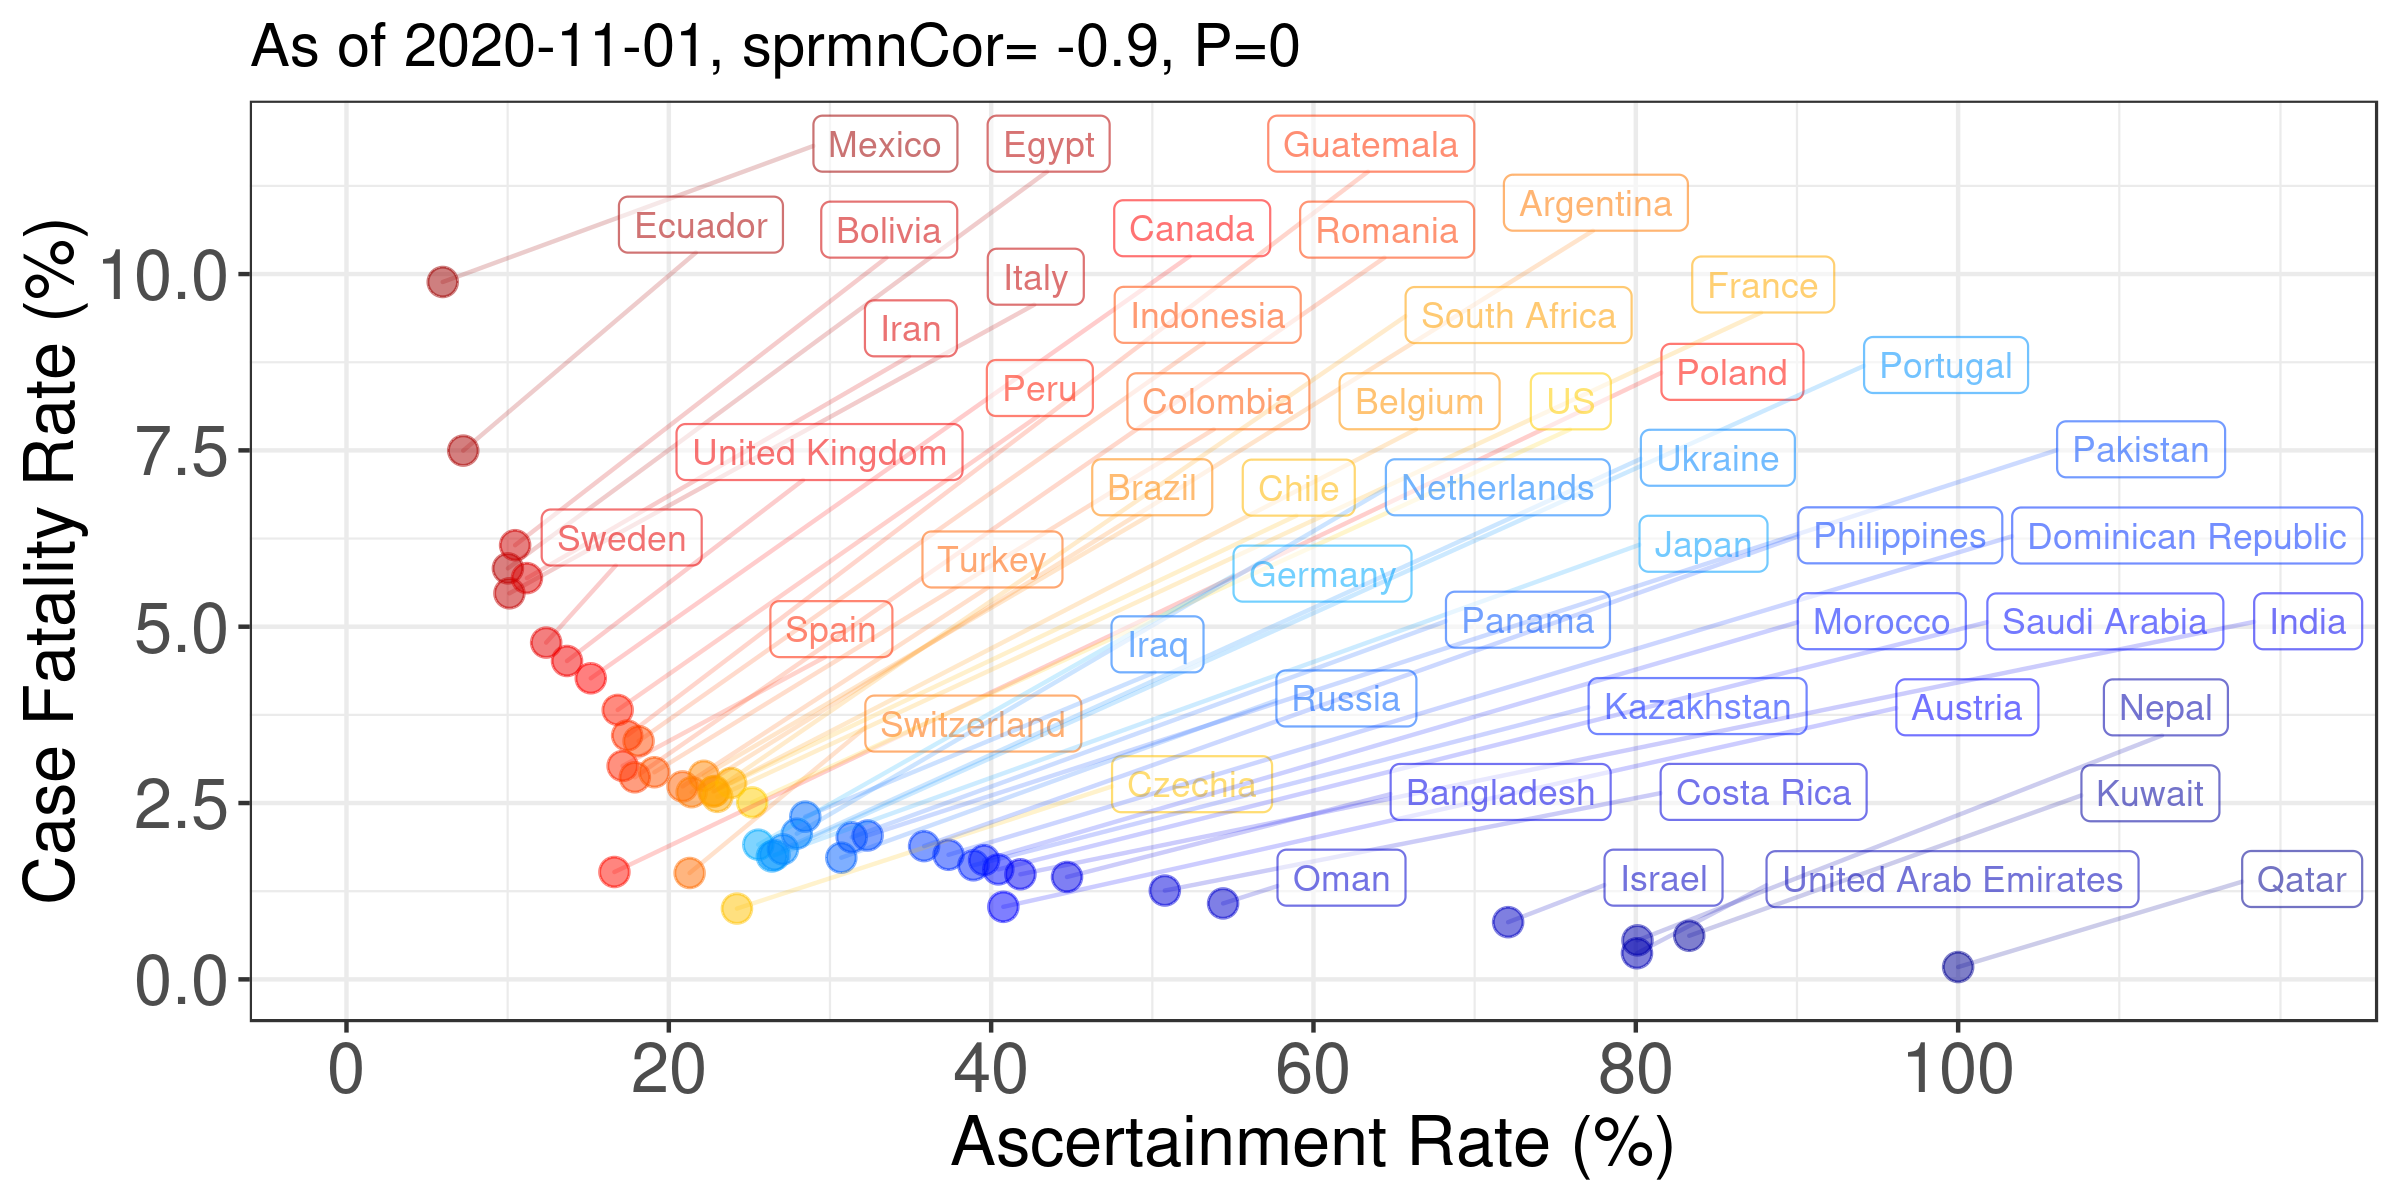 As of 2020-11-01, sprmnCor= -0.9, P=0
Case Fatality Rate (%)
10.0
7.5
5.0
2.5
0.0
Mexico
Egypt
Guatemala
Argentina
Ecuador
Bolivia
Canada
Romania
Italy
France
Iran
Indonesia
South Africa
Portugal
Poland
Peru
Colombia
Belgium
US
United Kingdom
Pakistan
Ukraine
Brazil
Chile
Netherlands
Sweden
Philippines
Dominican Republic
Japan
Turkey
Germany
Spain
Panama
Morocco
Saudi Arabia
India
Iraq
Russia
Kazakhstan
Austria
Nepal
Switzerland
Czechia
Bangladesh
Costa Rica
Kuwait
Oman
Israel
United Arab Emirates
Qatar
0
20
40
60
80
100
Ascertainment Rate (%)